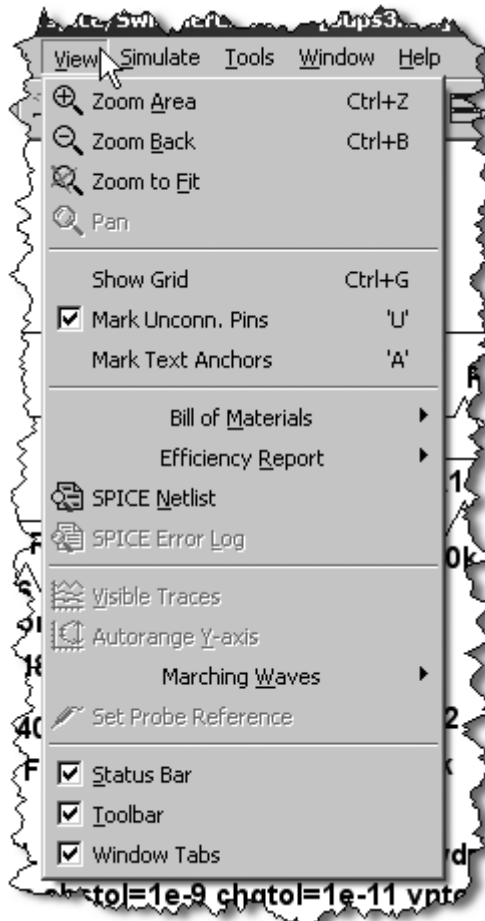 View Simulate Tools Window Help
Zoom Area Ctrl+Z
Zoom Back Ctrl+B
Zoom to Fit
Pan
Show Grid Ctrl+G
Mark Unconn. Pins 'U'
Mark Text Anchors 'A'
Bill of Materials
Efficiency Report
SPICE Netlist
SPICE Error Log
Visible Traces
Autorange Y-axis
Marching Waves
Set Probe Reference
Status Bar
Toolbar
Window Tabs
chgtol=1e-11